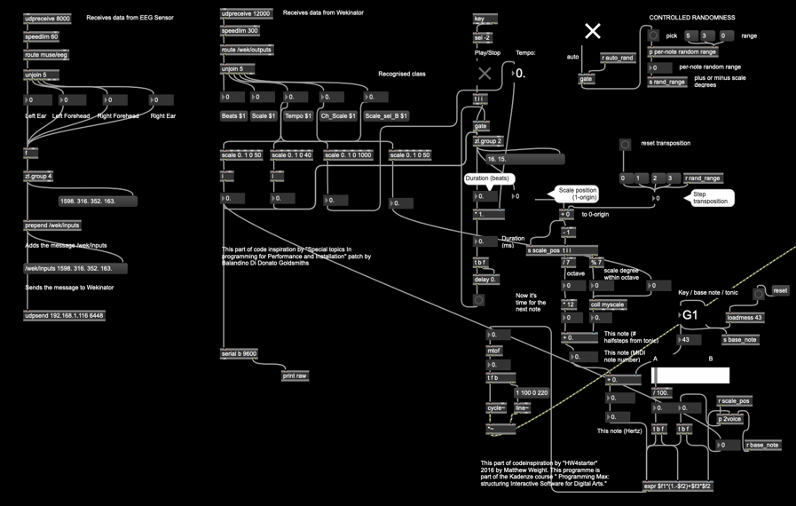 udpreceive 8000
Receives data from EEG Sensor
speedlim 60
route muse/eeg
unjoin 5
0
0
0
0
Left Ear
Left Forehead
Right Forehead
Right Ear
f
zl.group 4
1598. 316. 352. 163.
prepend /wek/inputs
Adds the message /wek/inputs
/wek/inputs 1598. 316. 352. 163.
Sends the message to Wekinator
udpsend 192.168.1.116 6448
udpreceive 12000
Receives data from Wekinator
speedlim 300
route /wek/outputs
unjoin 5
Recognised class
0.
0.
0.
0.
0.
Beats $1
Scale $1
Tempo $1
Ch_Scale $1
Scale_sel_B $1
scale 0. 1 0 50
scale 0. 1 0 40
scale 0. 1 0 1000
scale 0. 1 0 50
i
i
0.
0.
0.
0.
This part of code inspiration by "Special topics In
programming for Performance and Installation" patch by
Balandino Di Donato Goldsmiths
serial b 9600
print raw
key
sel -2
Play/Stop
Tempo:
0.
t i i
gate
zl.group 2
16. 15.
Duration (beats)
0.
0
* 1.
0.
Duration
(ms)
t b f
delay 0.
Now it's
time for the
next note
auto
r auto_rand
gate
CONTROLLED RANDOMNESS
pick
5
3
0
range
p per-note random range
0
per-note range
s rand_range
plus or minus scale
degrees
reset transposition
0
1
2
3
r rand_range
0
Step
transposition
Scale position
(1-origin)
+ 0
to 0-origin
- 1
s scale_pos
t i i
/ 7
% 7
octave
scale degree
within octave
0
0
0
0
* 12
coll myscale
0
0
+ 0.
This note (#
halfsteps from tonic)
0.
This note (MIDI
note number)
Key / base note / tonic
reset
G1
loadmess 43
43
s base_note
0.
mtof
0.
t f b
1 100 0 220
cycle~
line~
*~
+ 0.
0.
0.
This note (Hertz)
A
B
/ 100.
0.
0.
r scale_pos
p 2voice
t b f
t b f
0
r base_note
expr $f1*(1.-$f2)+$f3*$f2
This part of codeinspiration by "HW4starter"
2016 by Matthew Weight. This programme is
part of the Kadenze course " Programming Max:
structuring Interactive Software for Digital Arts."